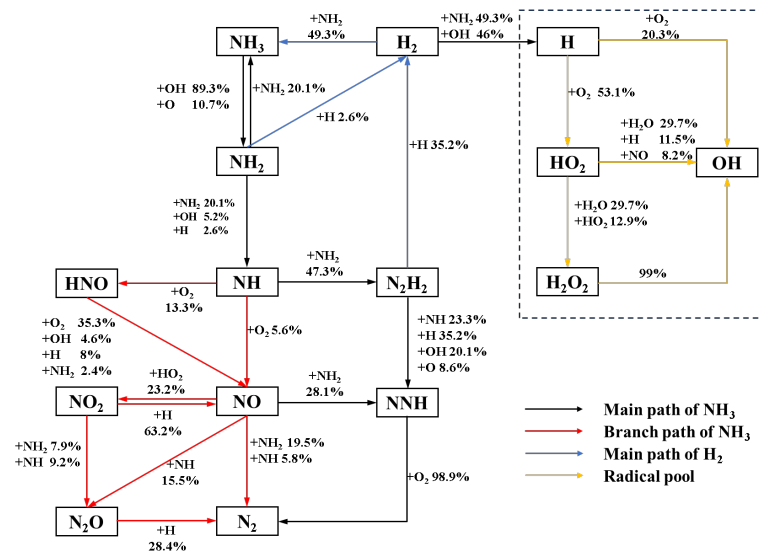 +NH₂
49.3%
+NH₂ 49.3%
+OH 46%
+O₂
20.3%
NH₃
H₂
H
+OH 89.3%
+O 10.7%
+NH₂ 20.1%
+O₂ 53.1%
+H 2.6%
+H 35.2%
+H₂O 29.7%
+H 11.5%
+NO 8.2%
NH₂
HO₂
OH
+NH₂ 20.1%
+OH 5.2%
+H 2.6%
+H₂O 29.7%
+HO₂ 12.9%
+NH₂
47.3%
HNO
NH
N₂H₂
H₂O₂
99%
+O₂
13.3%
+O₂ 35.3%
+OH 4.6%
+H 8%
+NH₂ 2.4%
+O₂ 5.6%
+NH 23.3%
+H 35.2%
+OH 20.1%
+O 8.6%
+HO₂
23.2%
+NH₂
28.1%
NO₂
NO
NNH
+H
63.2%
Main path of NH₃
Branch path of NH₃
Main path of H₂
Radical pool
+NH₂ 7.9%
+NH 9.2%
+NH
15.5%
+NH₂ 19.5%
+NH 5.8%
+O₂ 98.9%
N₂O
N₂
+H
28.4%